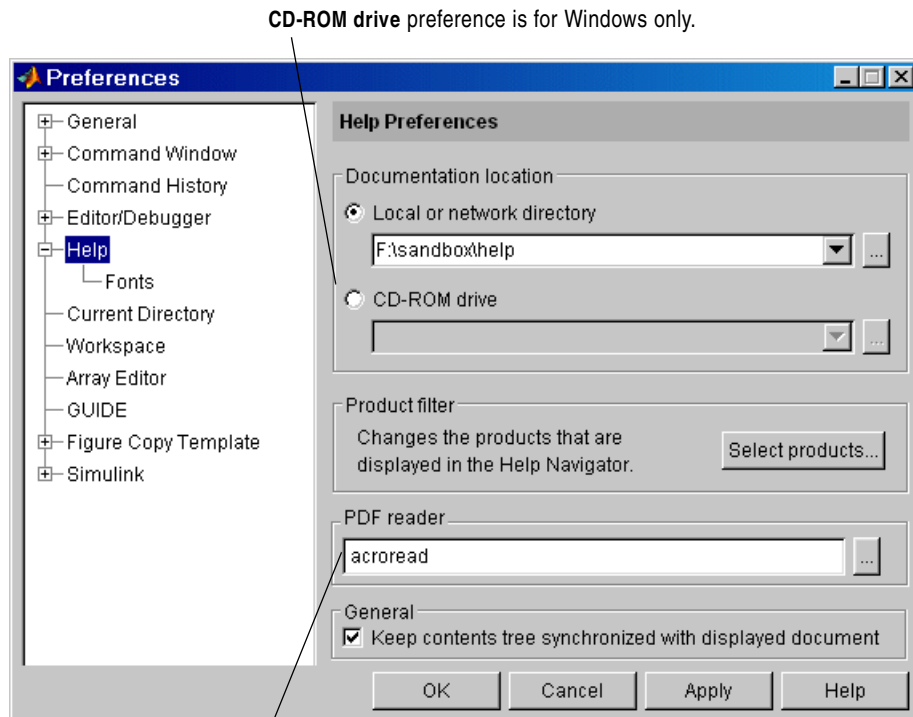 CD-ROM drive preference is for Windows only.
Preferences
General
Command Window
Command History
Editor/Debugger
Help
Fonts
Current Directory
Workspace
Array Editor
GUIDE
Figure Copy Template
Simulink
Help Preferences
Documentation location
Local or network directory
F:\sandbox\help
...
CD-ROM drive
...
Product filter
Changes the products that are
displayed in the Help Navigator.
Select products...
PDF reader
acroread
...
General
Keep contents tree synchronized with displayed document
OK
Cancel
Apply
Help